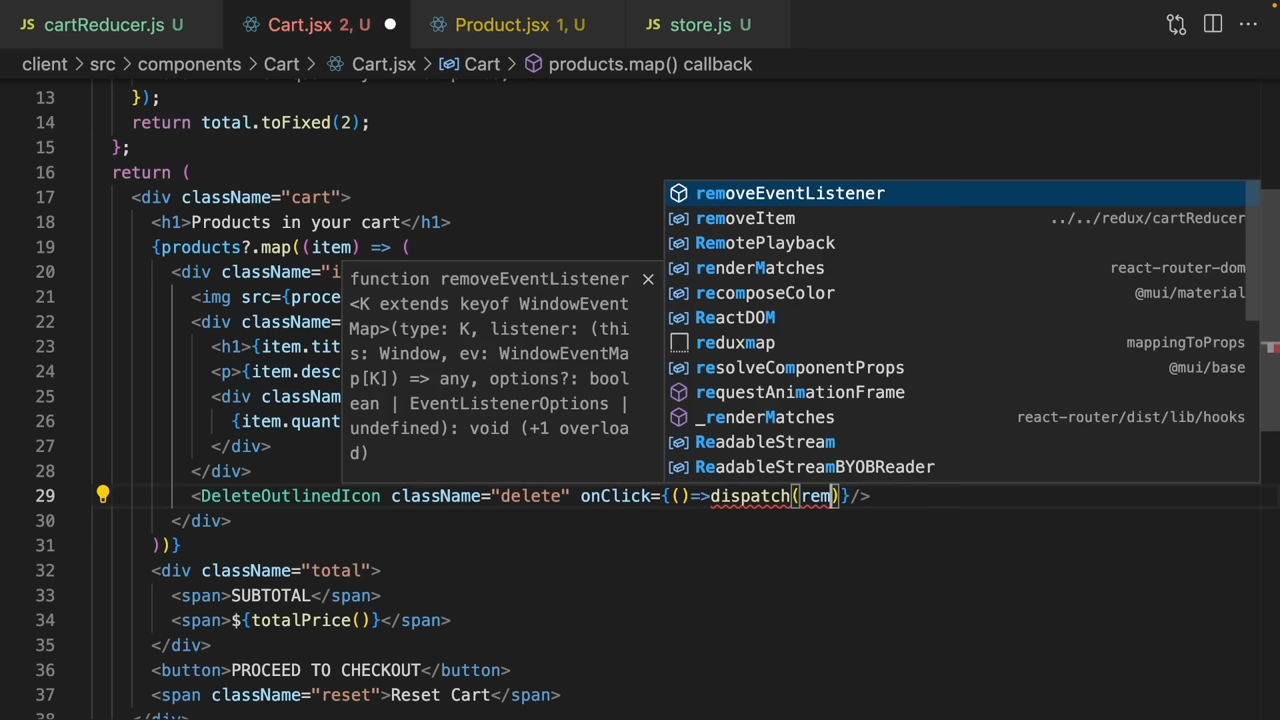 JS cartReducer.js U
Cart.jsx 2, U
Product.jsx 1, U
JS store.js U
client > src > components > Cart > Cart.jsx > Cart > products.map() callback
13 });
14 return total.toFixed(2);
15 };
16 return (
17 <div className="cart">
18 <h1>Products in your cart</h1>
19 {products?.map((item) => (
20 <div className="i
21 <img src={proce
22 <div className=
23 <h1>{item.tit
24 <p>{item.desc
25 <div classNam
26 {item.quant
27 </div>
28 </div>
29 <DeleteOutlinedIcon className="delete" onClick={()=>dispatch(rem)}/>
30 </div>
31 ))}
32 <div className="total">
33 <span>SUBTOTAL</span>
34 <span>${totalPrice()}</span>
35 </div>
36 <button>PROCEED TO CHECKOUT</button>
37 <span className="reset">Reset Cart</span>
38 </div>
function removeEventListener
<K extends keyof WindowEvent
Map>(type: K, listener: (thi
s: Window, ev: WindowEventMa
p[K]) => any, options?: bool
ean | EventListenerOptions |
undefined): void (+1 overloa
d)
removeEventListener
removeItem ../../redux/cartReducer
RemotePlayback
renderMatches react-router-dom
recomposeColor @mui/material
ReactDOM
reduxmap mappingToProps
resolveComponentProps @mui/base
requestAnimationFrame
_renderMatches react-router/dist/lib/hooks
ReadableStream
ReadableStreamBYOBReader